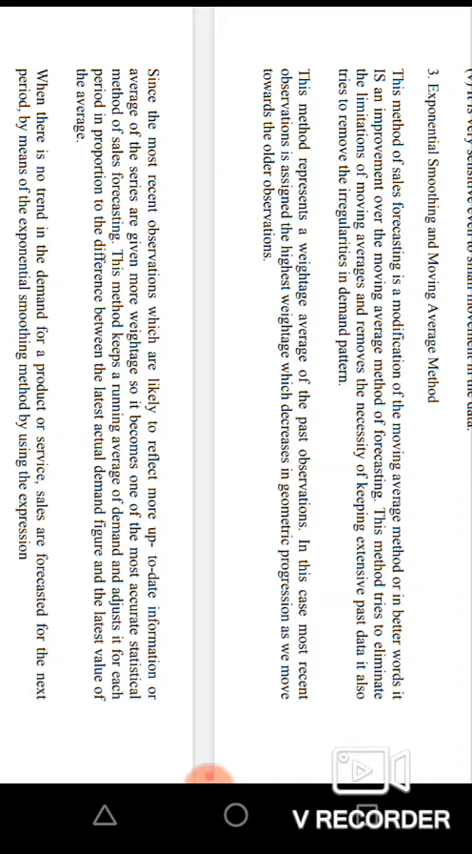 3. Exponential Smoothing and Moving Average Method
This method of sales forecasting is a modification of the moving average method or in better words it
IS an improvement over the moving average method of forecasting. This method tries to eliminate
the limitations of moving averages and removes the necessity of keeping extensive past data it also
tries to remove the irregularities in demand pattern.
This method represents a weightage average of the past observations. In this case most recent
observations is assigned the highest weightage which decreases in geometric progression as we move
towards the older observations.
Since the most recent observations which are likely to reflect more up- to-date information or
average of the series are given more weightage so it becomes one of the most accurate statistical
method of sales forecasting. This method keeps a running average of demand and adjusts it for each
period in proportion to the difference between the latest actual demand figure and the latest value of
the average.
When there is no trend in the demand for a product or service, sales are forecasted for the next
period, by means of the exponential smoothing method by using the expression
V RECORDER